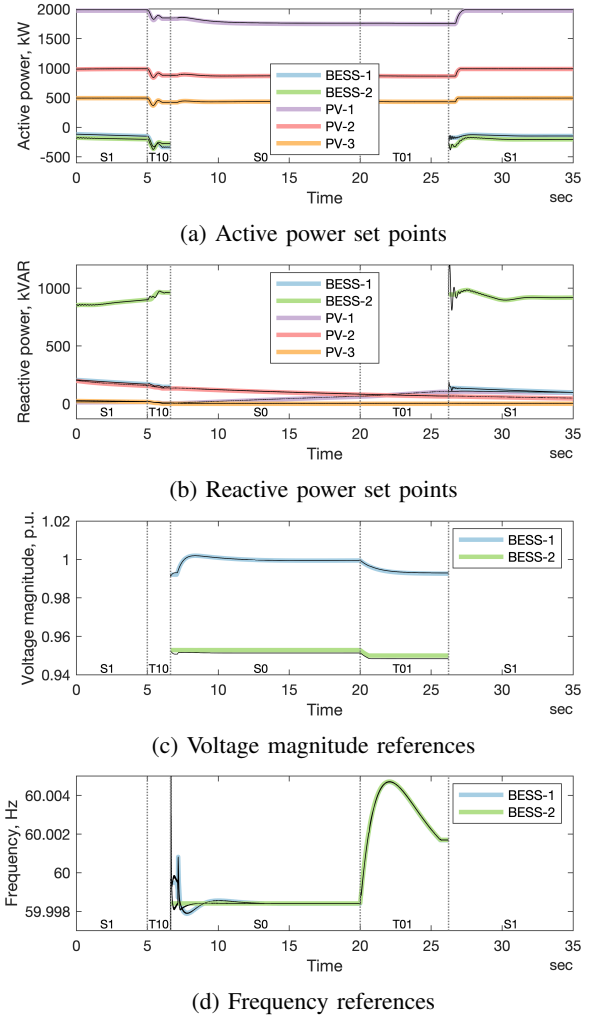 2000
1500
1000
500
0
-500
Active power, kW
BESS-1
BESS-2
PV-1
PV-2
PV-3
S1 T10 S0 T01 S1
0 5 10 15 20 25 30 35
Time sec
(a) Active power set points
1000
500
0
Reactive power, kVAR
BESS-1
BESS-2
PV-1
PV-2
PV-3
S1 T10 S0 T01 S1
0 5 10 15 20 25 30 35
Time sec
(b) Reactive power set points
1.02
1
0.98
0.96
0.94
Voltage magnitude, p.u.
BESS-1
BESS-2
S1 T10 S0 T01 S1
0 5 10 15 20 25 30 35
Time sec
(c) Voltage magnitude references
60.004
60.002
60
59.998
Frequency, Hz
BESS-1
BESS-2
S1 T10 S0 T01 S1
0 5 10 15 20 25 30 35
Time sec
(d) Frequency references